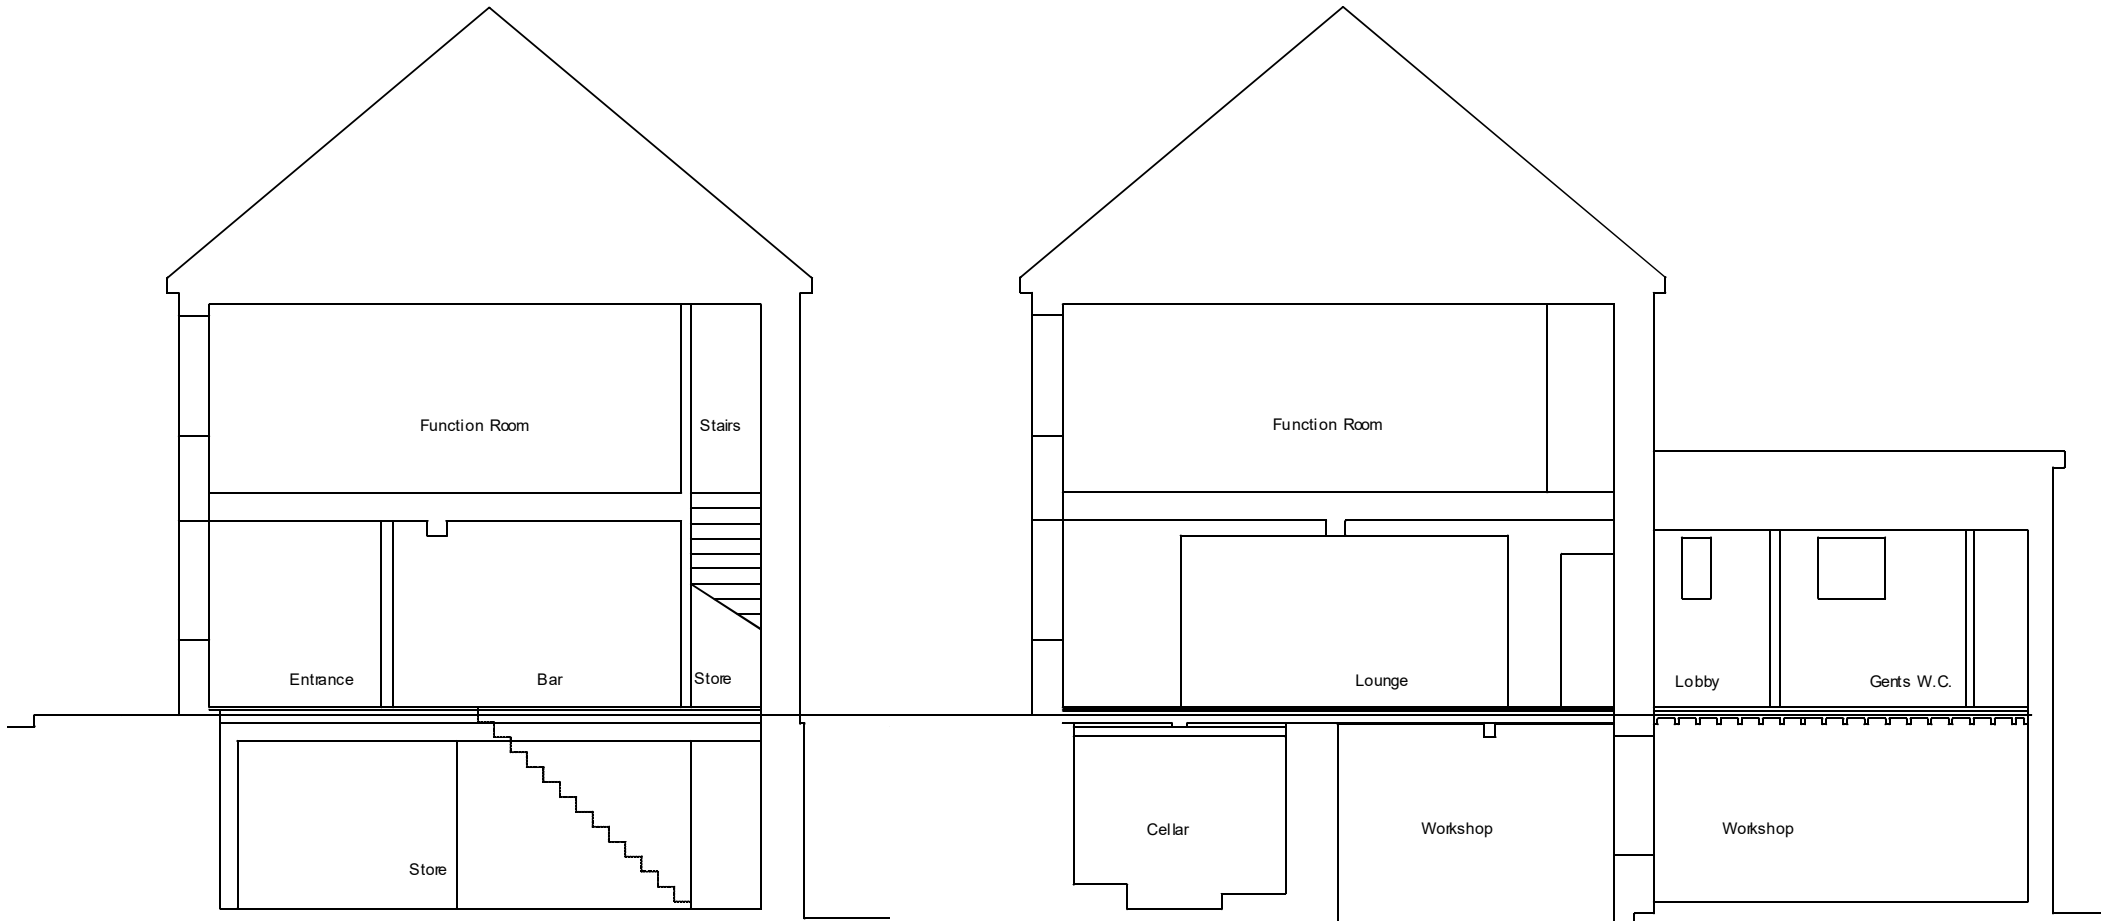 Function Room
Stairs
Entrance
Bar
Store
Store
Function Room
Lounge
Lobby
Gents W.C.
Cellar
Workshop
Workshop